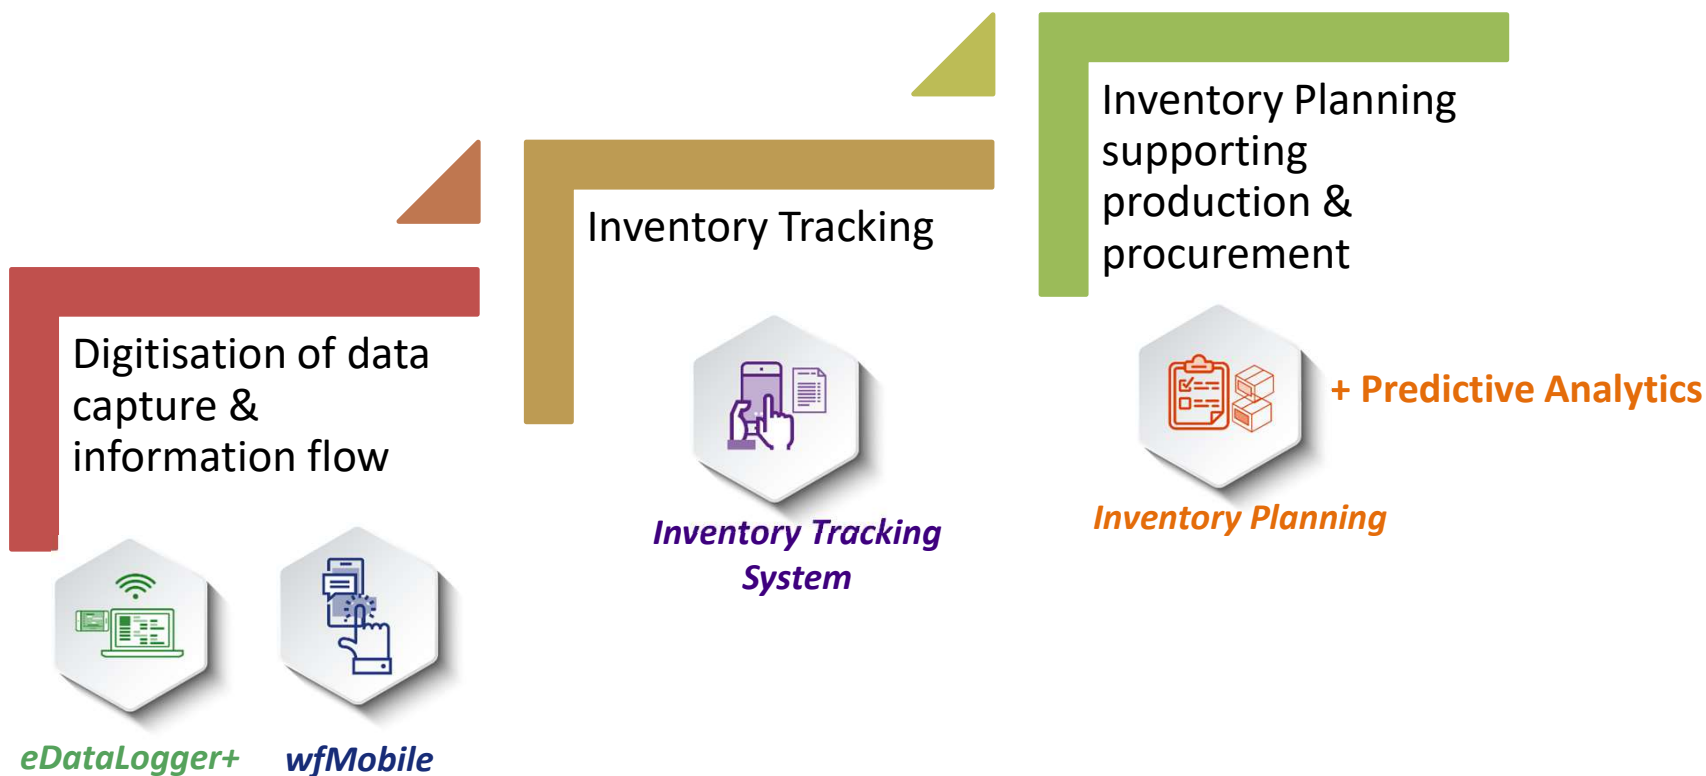 Digitisation of data
capture &
information flow
eDataLogger+
wfMobile
Inventory Tracking
Inventory Tracking
System
Inventory Planning
supporting
production &
procurement
+ Predictive Analytics
Inventory Planning